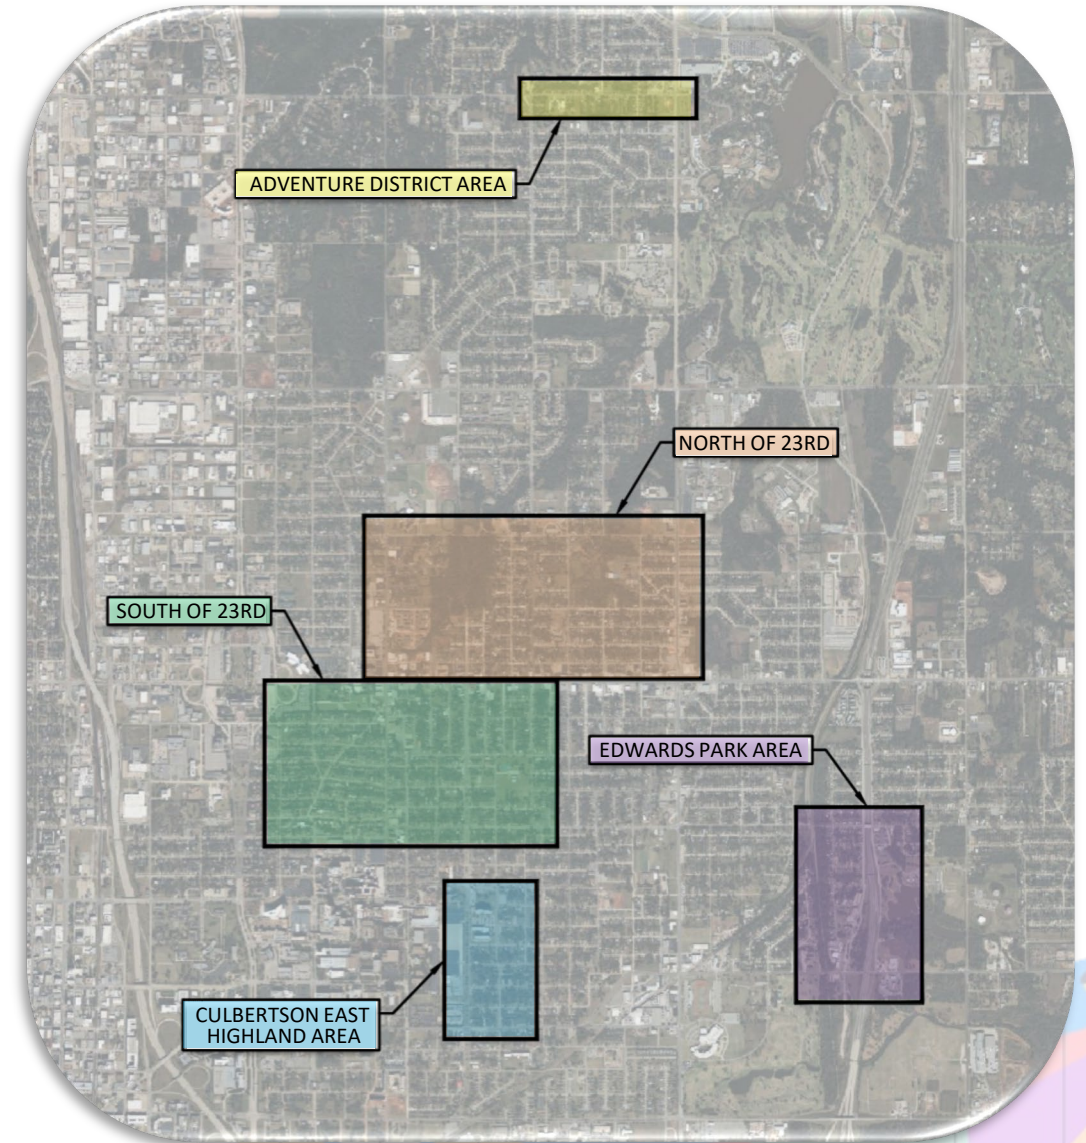 ADVENTURE DISTRICT AREA
NORTH OF 23RD
SOUTH OF 23RD
EDWARDS PARK AREA
CULBERTSON EAST
HIGHLAND AREA